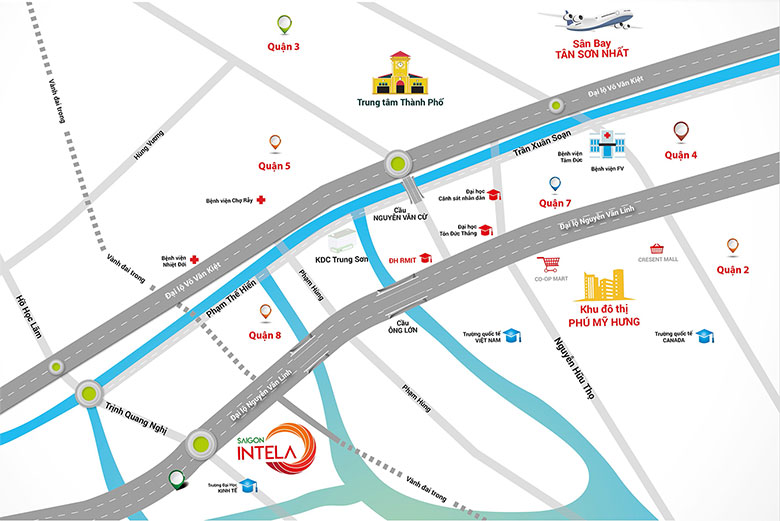 Quận 3
Sân Bay
TÂN SƠN NHẤT
Trung tâm Thành Phố
Đại lộ Võ Văn Kiệt
Vành đai trong
Hùng Vương
Trần Xuân Soạn
Bệnh viện
Tâm Đức
Bệnh viện FV
Quận 4
Quận 5
Bệnh viện Chợ Rẫy
Đại học
Cảnh sát nhân dân
Quận 7
Cầu
NGUYỄN VĂN CỪ
Đại học
Tôn Đức Thắng
Đại lộ Nguyễn Văn Linh
KDC Trung Sơn
ĐH RMIT
Bệnh viện
Nhiệt Đới
Vành đai trong
Đại lộ Võ Văn Kiệt
CO-OP MART
CRESENT MALL
Quận 2
Phạm Thế Hiển
Phạm Hùng
Khu đô thị
PHÚ MỸ HƯNG
Hồ Học Lãm
Quận 8
Cầu
ÔNG LỚN
Trường quốc tế
VIỆT NAM
Trường quốc tế
CANADA
Nguyễn Hữu Thọ
Đại lộ Nguyễn Văn Linh
Phạm Hùng
Trịnh Quang Nghị
SAIGON
INTELA
Trường Đại Học
KINH TẾ
Vành đai trong